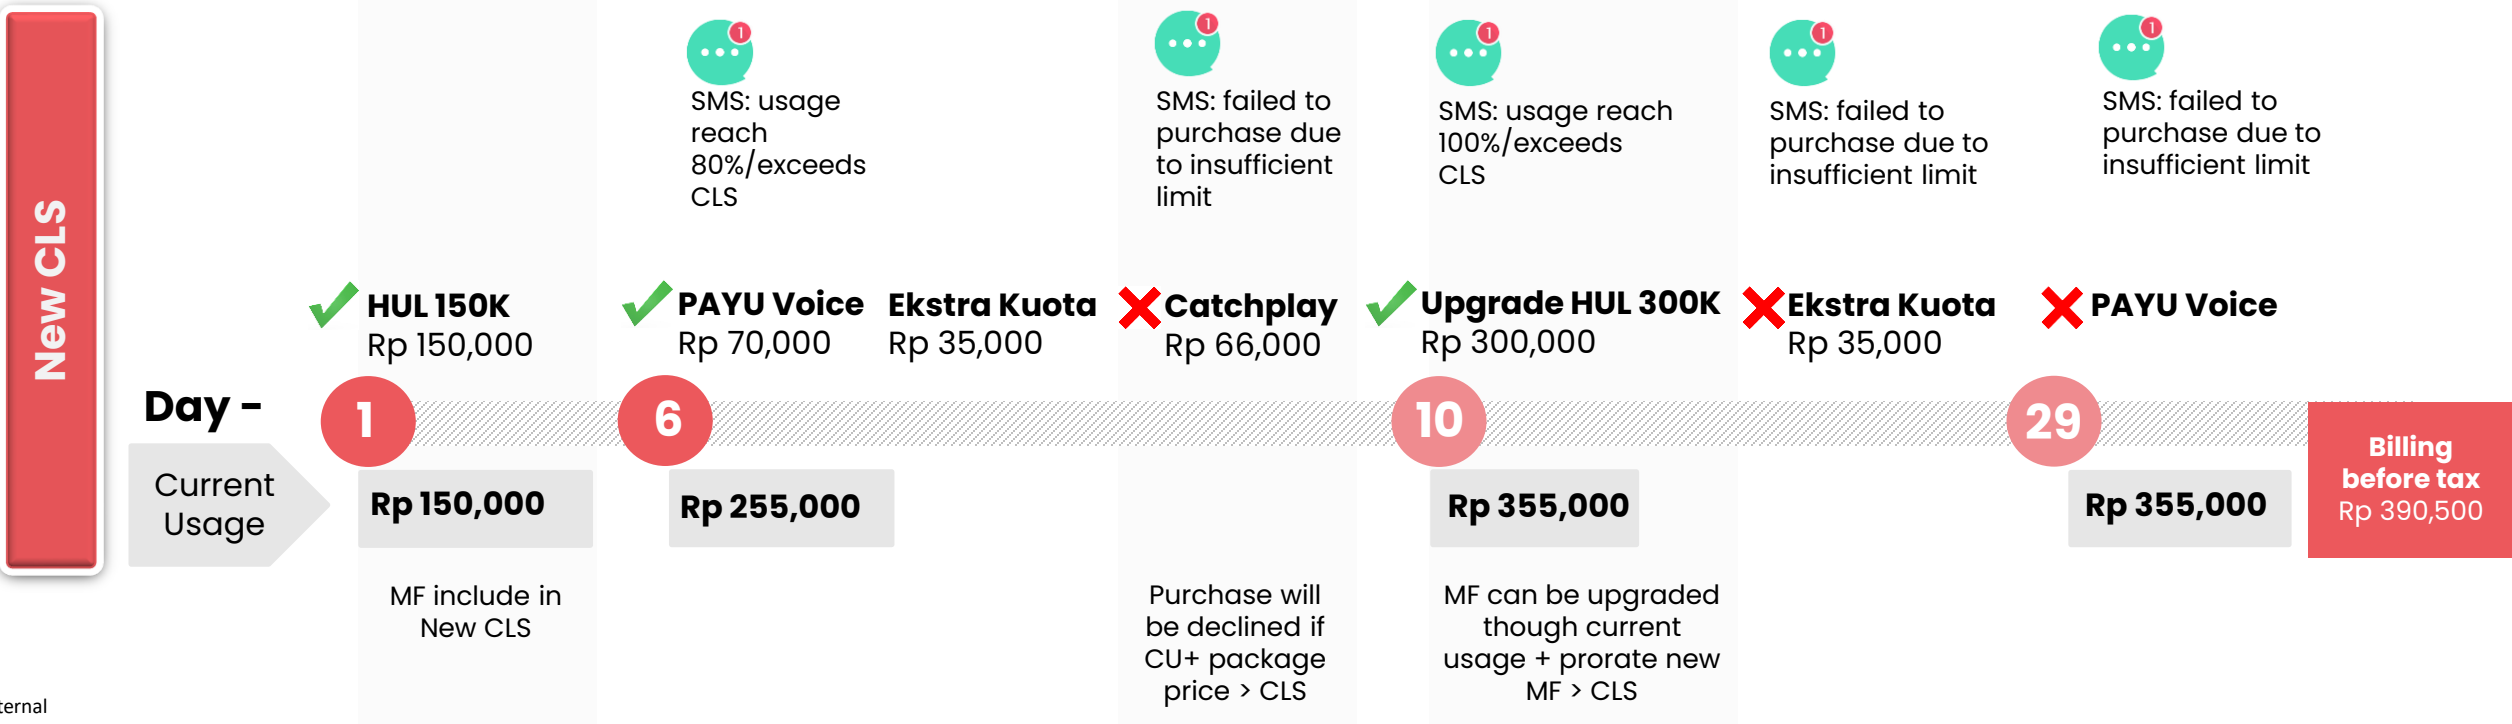 New CLS
1
SMS: usage
reach
80%/exceeds
CLS
1
SMS: failed to
purchase due
to insufficient
limit
1
SMS: usage reach
100%/exceeds
CLS
1
SMS: failed to
purchase due to
insufficient limit
1
SMS: failed to
purchase due to
insufficient limit
HUL 150K
Rp 150,000
PAYU Voice
Rp 70,000
Ekstra Kuota
Rp 35,000
Catchplay
Rp 66,000
Upgrade HUL 300K
Rp 300,000
Ekstra Kuota
Rp 35,000
PAYU Voice
Day -
1
6
10
29
Current
Usage
Rp 150,000
Rp 255,000
Rp 355,000
Rp 355,000
Billing
before tax
Rp 390,500
MF include in
New CLS
Purchase will
be declined if
CU+ package
price > CLS
MF can be upgraded
though current
usage + prorate new
MF > CLS
ternal